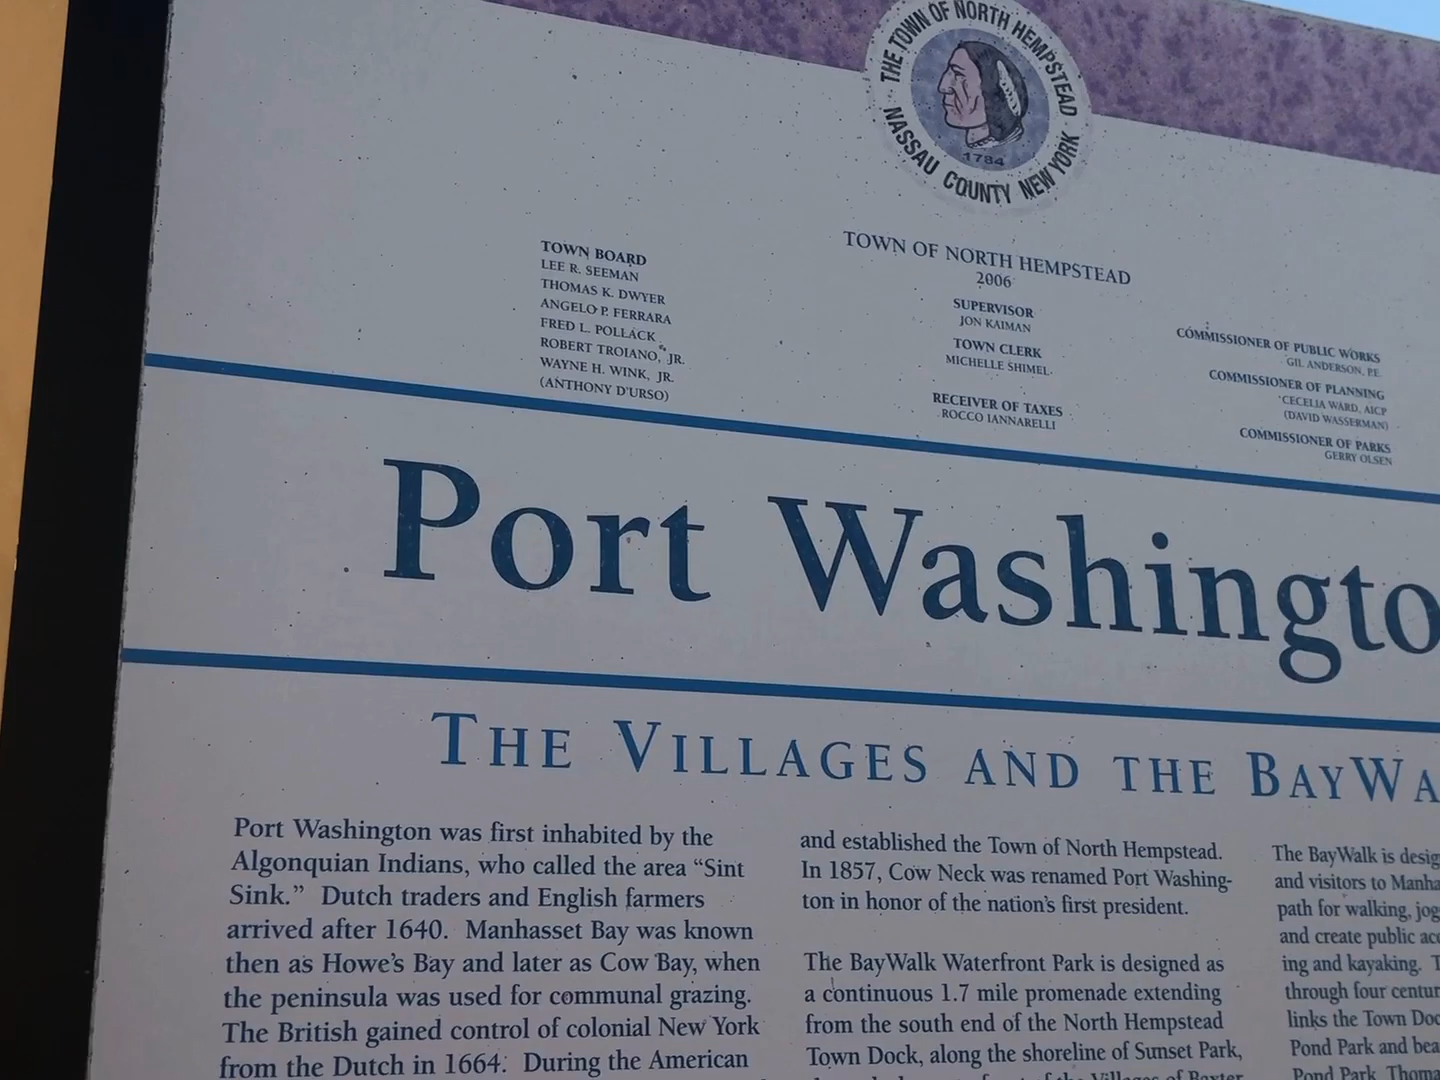 THE TOWN OF NORTH HEMPSTEAD
NASSAU COUNTY NEW YORK
1784
TOWN OF NORTH HEMPSTEAD
2006
TOWN BOARD
LEE R. SEEMAN
THOMAS K. DWYER
ANGELO P. FERRARA
FRED L. POLLACK
ROBERT TROIANO, JR.
WAYNE H. WINK, JR.
(ANTHONY D'URSO)
SUPERVISOR
JON KAIMAN
TOWN CLERK
MICHELLE SHIMEL
RECEIVER OF TAXES
ROCCO IANNARELLI
COMMISSIONER OF PUBLIC WORKS
GIL ANDERSON, P.E.
COMMISSIONER OF PLANNING
CECELIA WARD, AICP
(DAVID WASSERMAN)
COMMISSIONER OF PARKS
GERRY OLSEN
Port Washingto
THE VILLAGES AND THE BAYWA
Port Washington was first inhabited by the
Algonquian Indians, who called the area “Sint
Sink.” Dutch traders and English farmers
arrived after 1640. Manhasset Bay was known
then as Howe's Bay and later as Cow Bay, when
the peninsula was used for communal grazing.
The British gained control of colonial New York
from the Dutch in 1664. During the American
and established the Town of North Hempstead.
In 1857, Cow Neck was renamed Port Washing-
ton in honor of the nation's first president.
The BayWalk Waterfront Park is designed as
a continuous 1.7 mile promenade extending
from the south end of the North Hempstead
Town Dock, along the shoreline of Sunset Park,
of the Villages of Baxter
The BayWalk is desig
and visitors to Manha
path for walking, jog
and create public acc
ing and kayaking. T
through four centur
links the Town Doc
Pond Park and bea
Pond Park, Thoma